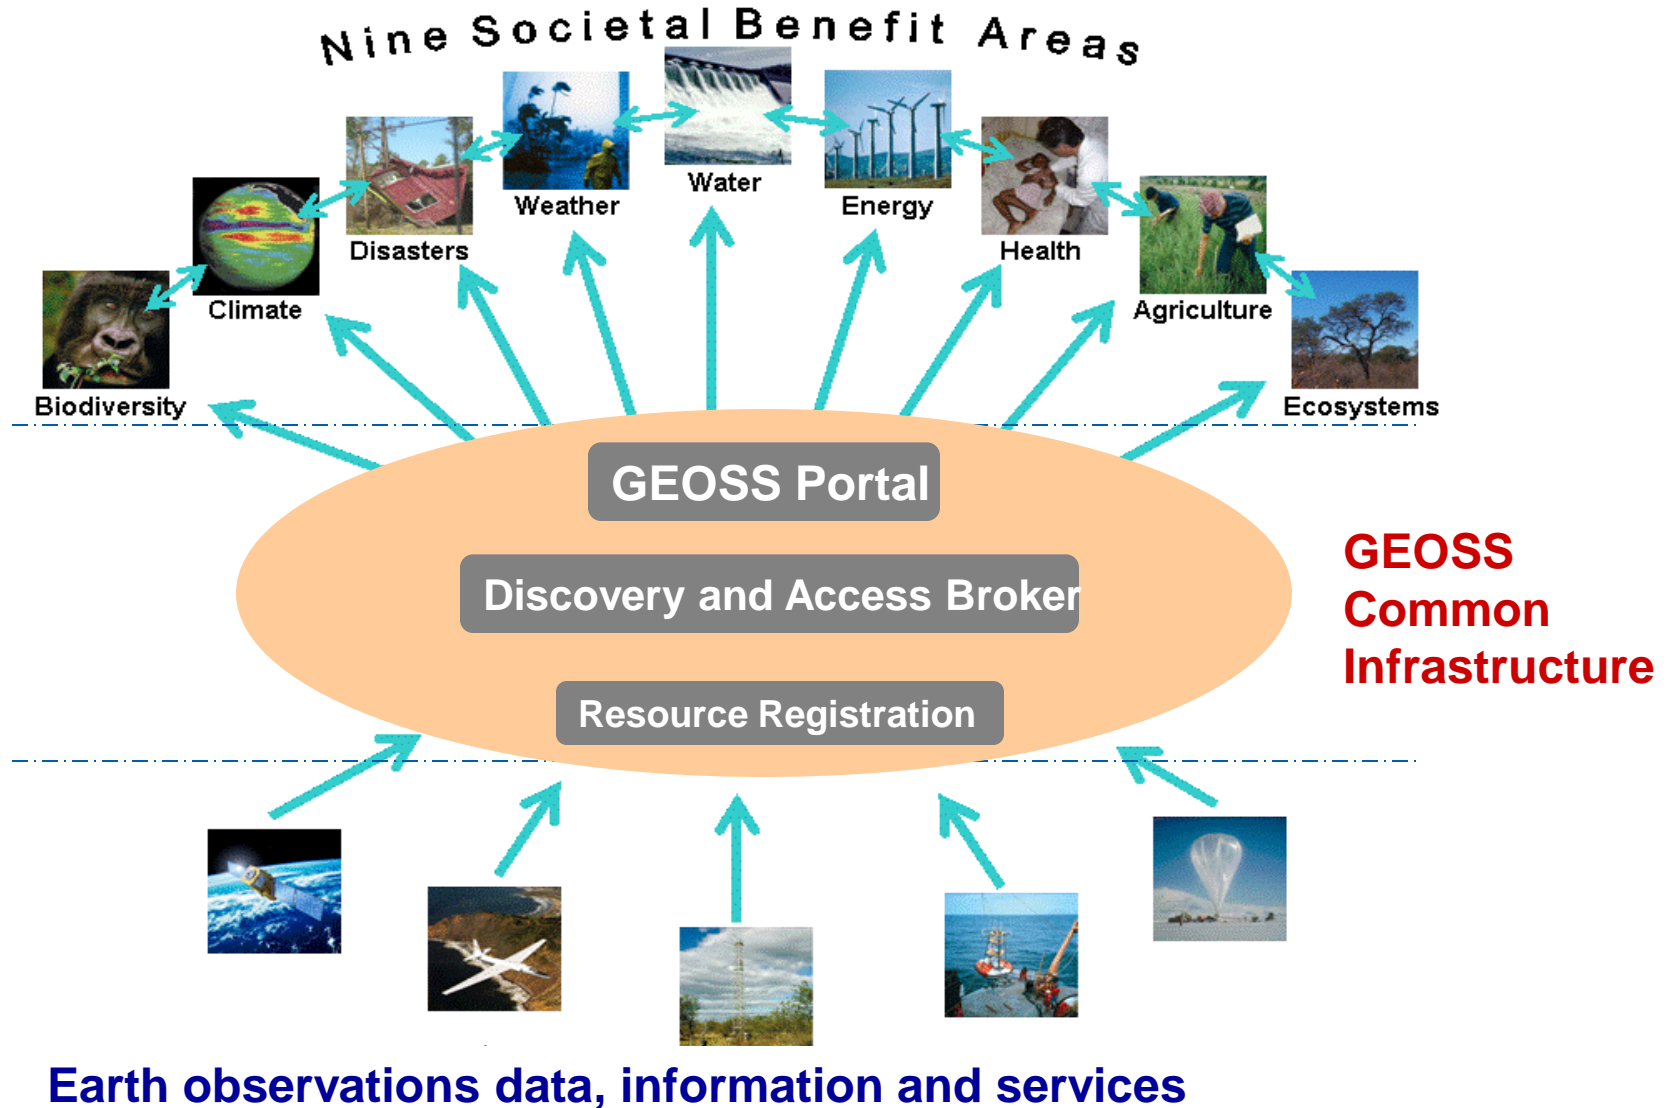 Nine Societal Benefit Areas
Water
Weather
Energy
Disasters
Health
Climate
Agriculture
Biodiversity
Ecosystems
GEOSS Portal
Discovery and Access Broker
Resource Registration
GEOSS
Common
Infrastructure
Earth observations data, information and services